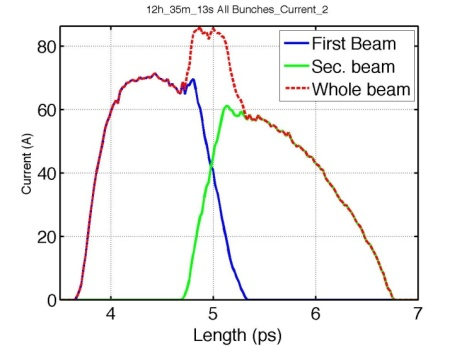 12h_35m_13s All Bunches_Current_2
First Beam
Sec. beam
Whole beam
Current (A)
80
60
40
20
0
4
5
6
7
Length (ps)